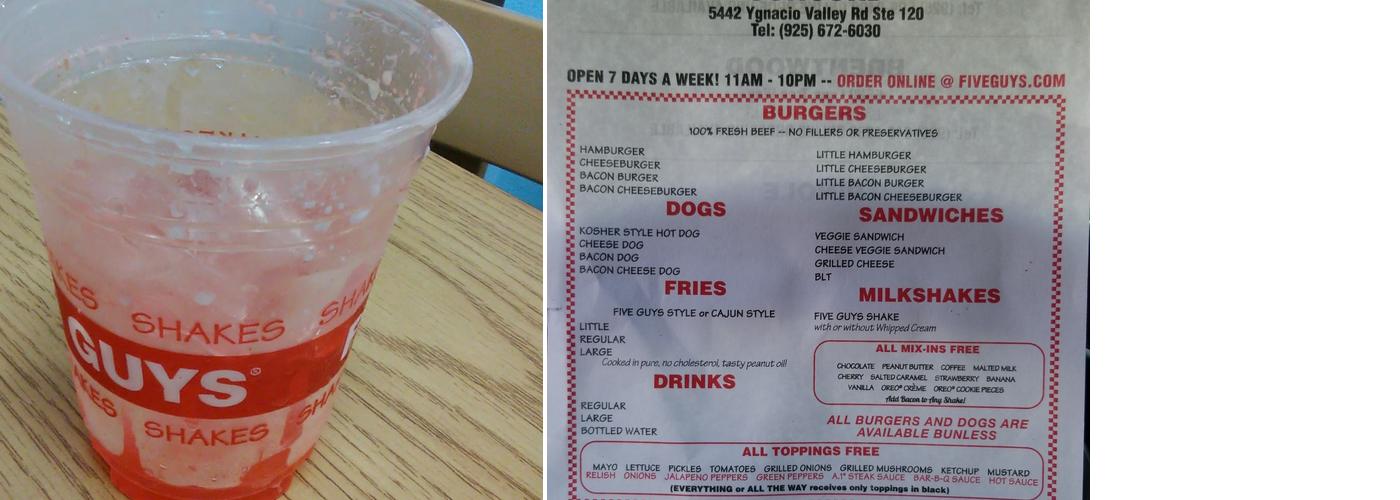 KES
SHAKES
SHAK
GUYS®
F
AKES
SHAKES
SHA
5442 Ygnacio Valley Rd Ste 120
Tel: (925) 672-6030
OPEN 7 DAYS A WEEK! 11AM - 10PM -- ORDER ONLINE @ FIVEGUYS.COM
BURGERS
100% FRESH BEEF -- NO FILLERS OR PRESERVATIVES
HAMBURGER
CHEESEBURGER
BACON BURGER
BACON CHEESEBURGER
LITTLE HAMBURGER
LITTLE CHEESEBURGER
LITTLE BACON BURGER
LITTLE BACON CHEESEBURGER
DOGS
KOSHER STYLE HOT DOG
CHEESE DOG
BACON DOG
BACON CHEESE DOG
SANDWICHES
VEGGIE SANDWICH
CHEESE VEGGIE SANDWICH
GRILLED CHEESE
BLT
FRIES
FIVE GUYS STYLE or CAJUN STYLE
LITTLE
REGULAR
LARGE
Cooked in pure, no cholesterol, tasty peanut oil!
MILKSHAKES
FIVE GUYS SHAKE
with or without Whipped Cream
ALL MIX-INS FREE
CHOCOLATE PEANUT BUTTER COFFEE MALTED MILK
CHERRY SALTED CARAMEL STRAWBERRY BANANA
VANILLA OREO® CRÈME OREO® COOKIE PIECES
Add Bacon to Any Shake!
DRINKS
REGULAR
LARGE
BOTTLED WATER
ALL BURGERS AND DOGS ARE
AVAILABLE BUNLESS
ALL TOPPINGS FREE
MAYO LETTUCE PICKLES TOMATOES GRILLED ONIONS GRILLED MUSHROOMS KETCHUP MUSTARD
RELISH ONIONS JALAPENO PEPPERS GREEN PEPPERS A.1.® STEAK SAUCE BAR-B-Q SAUCE HOT SAUCE
(EVERYTHING or ALL THE WAY receives only toppings in black)